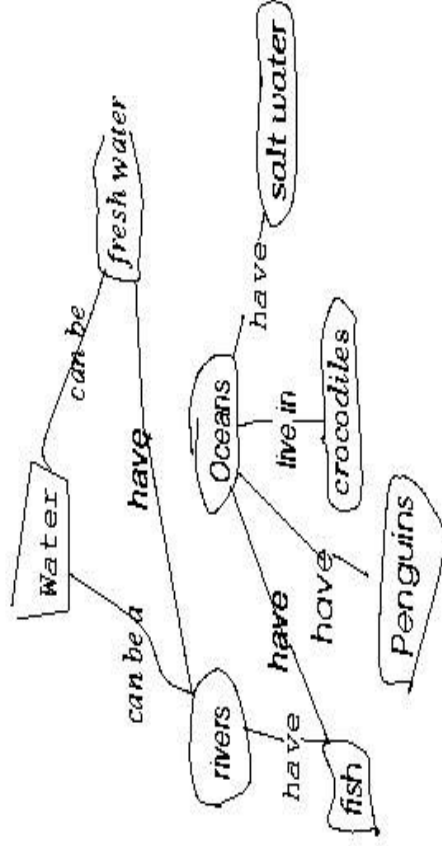 Water
can be a
can be
fresh water
rivers
have
have
fish
have
Oceans
have
live in
have
salt water
Penguins
crocodiles